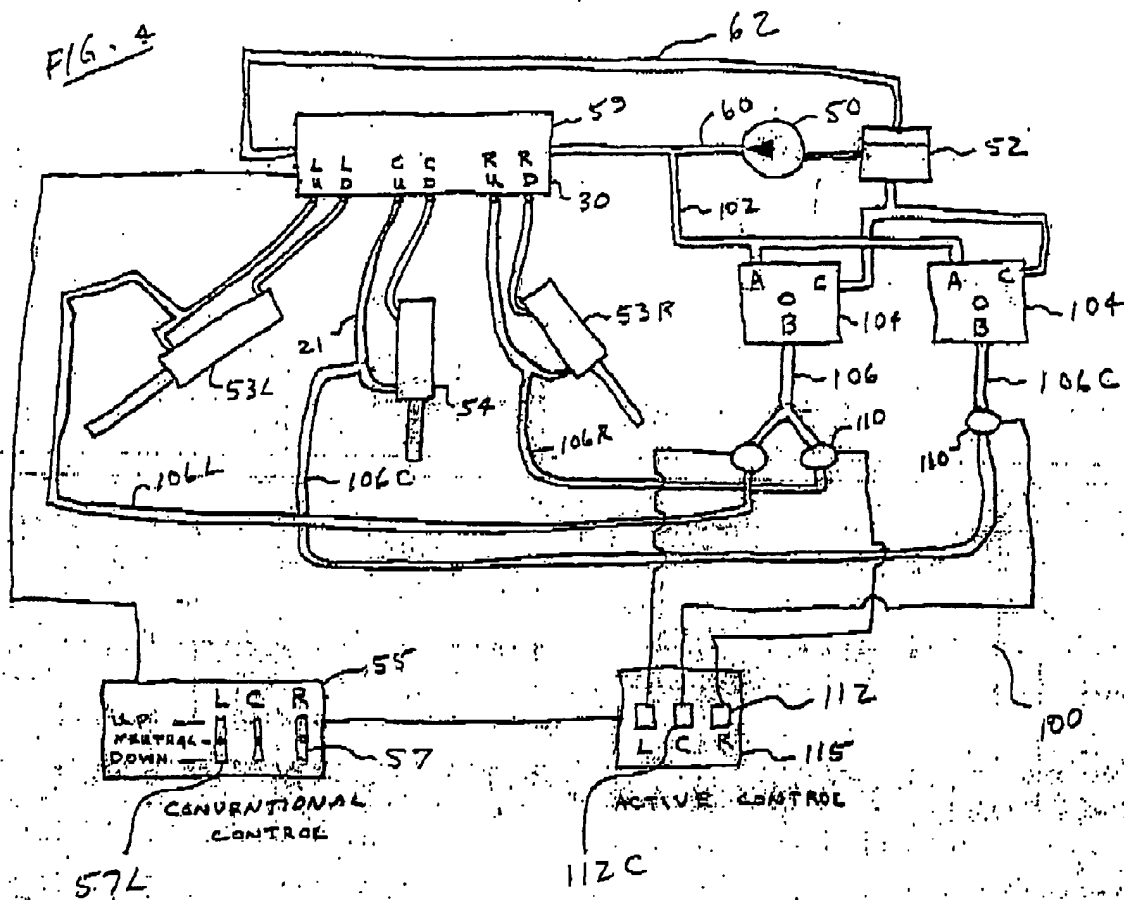 FIG. 4
62
59
60
50
52
L L C C R R
U D U D U D
30
102
A C
O
B
104
A C
O
B
104
53R
21
53L
54
106
106C
110
110
106R
106L
106C
55
L C R
UP
NEUTRAL
DOWN
57
CONVENTIONAL
CONTROL
57L
112
L C R
115
ACTIVE CONTROL
112C
100